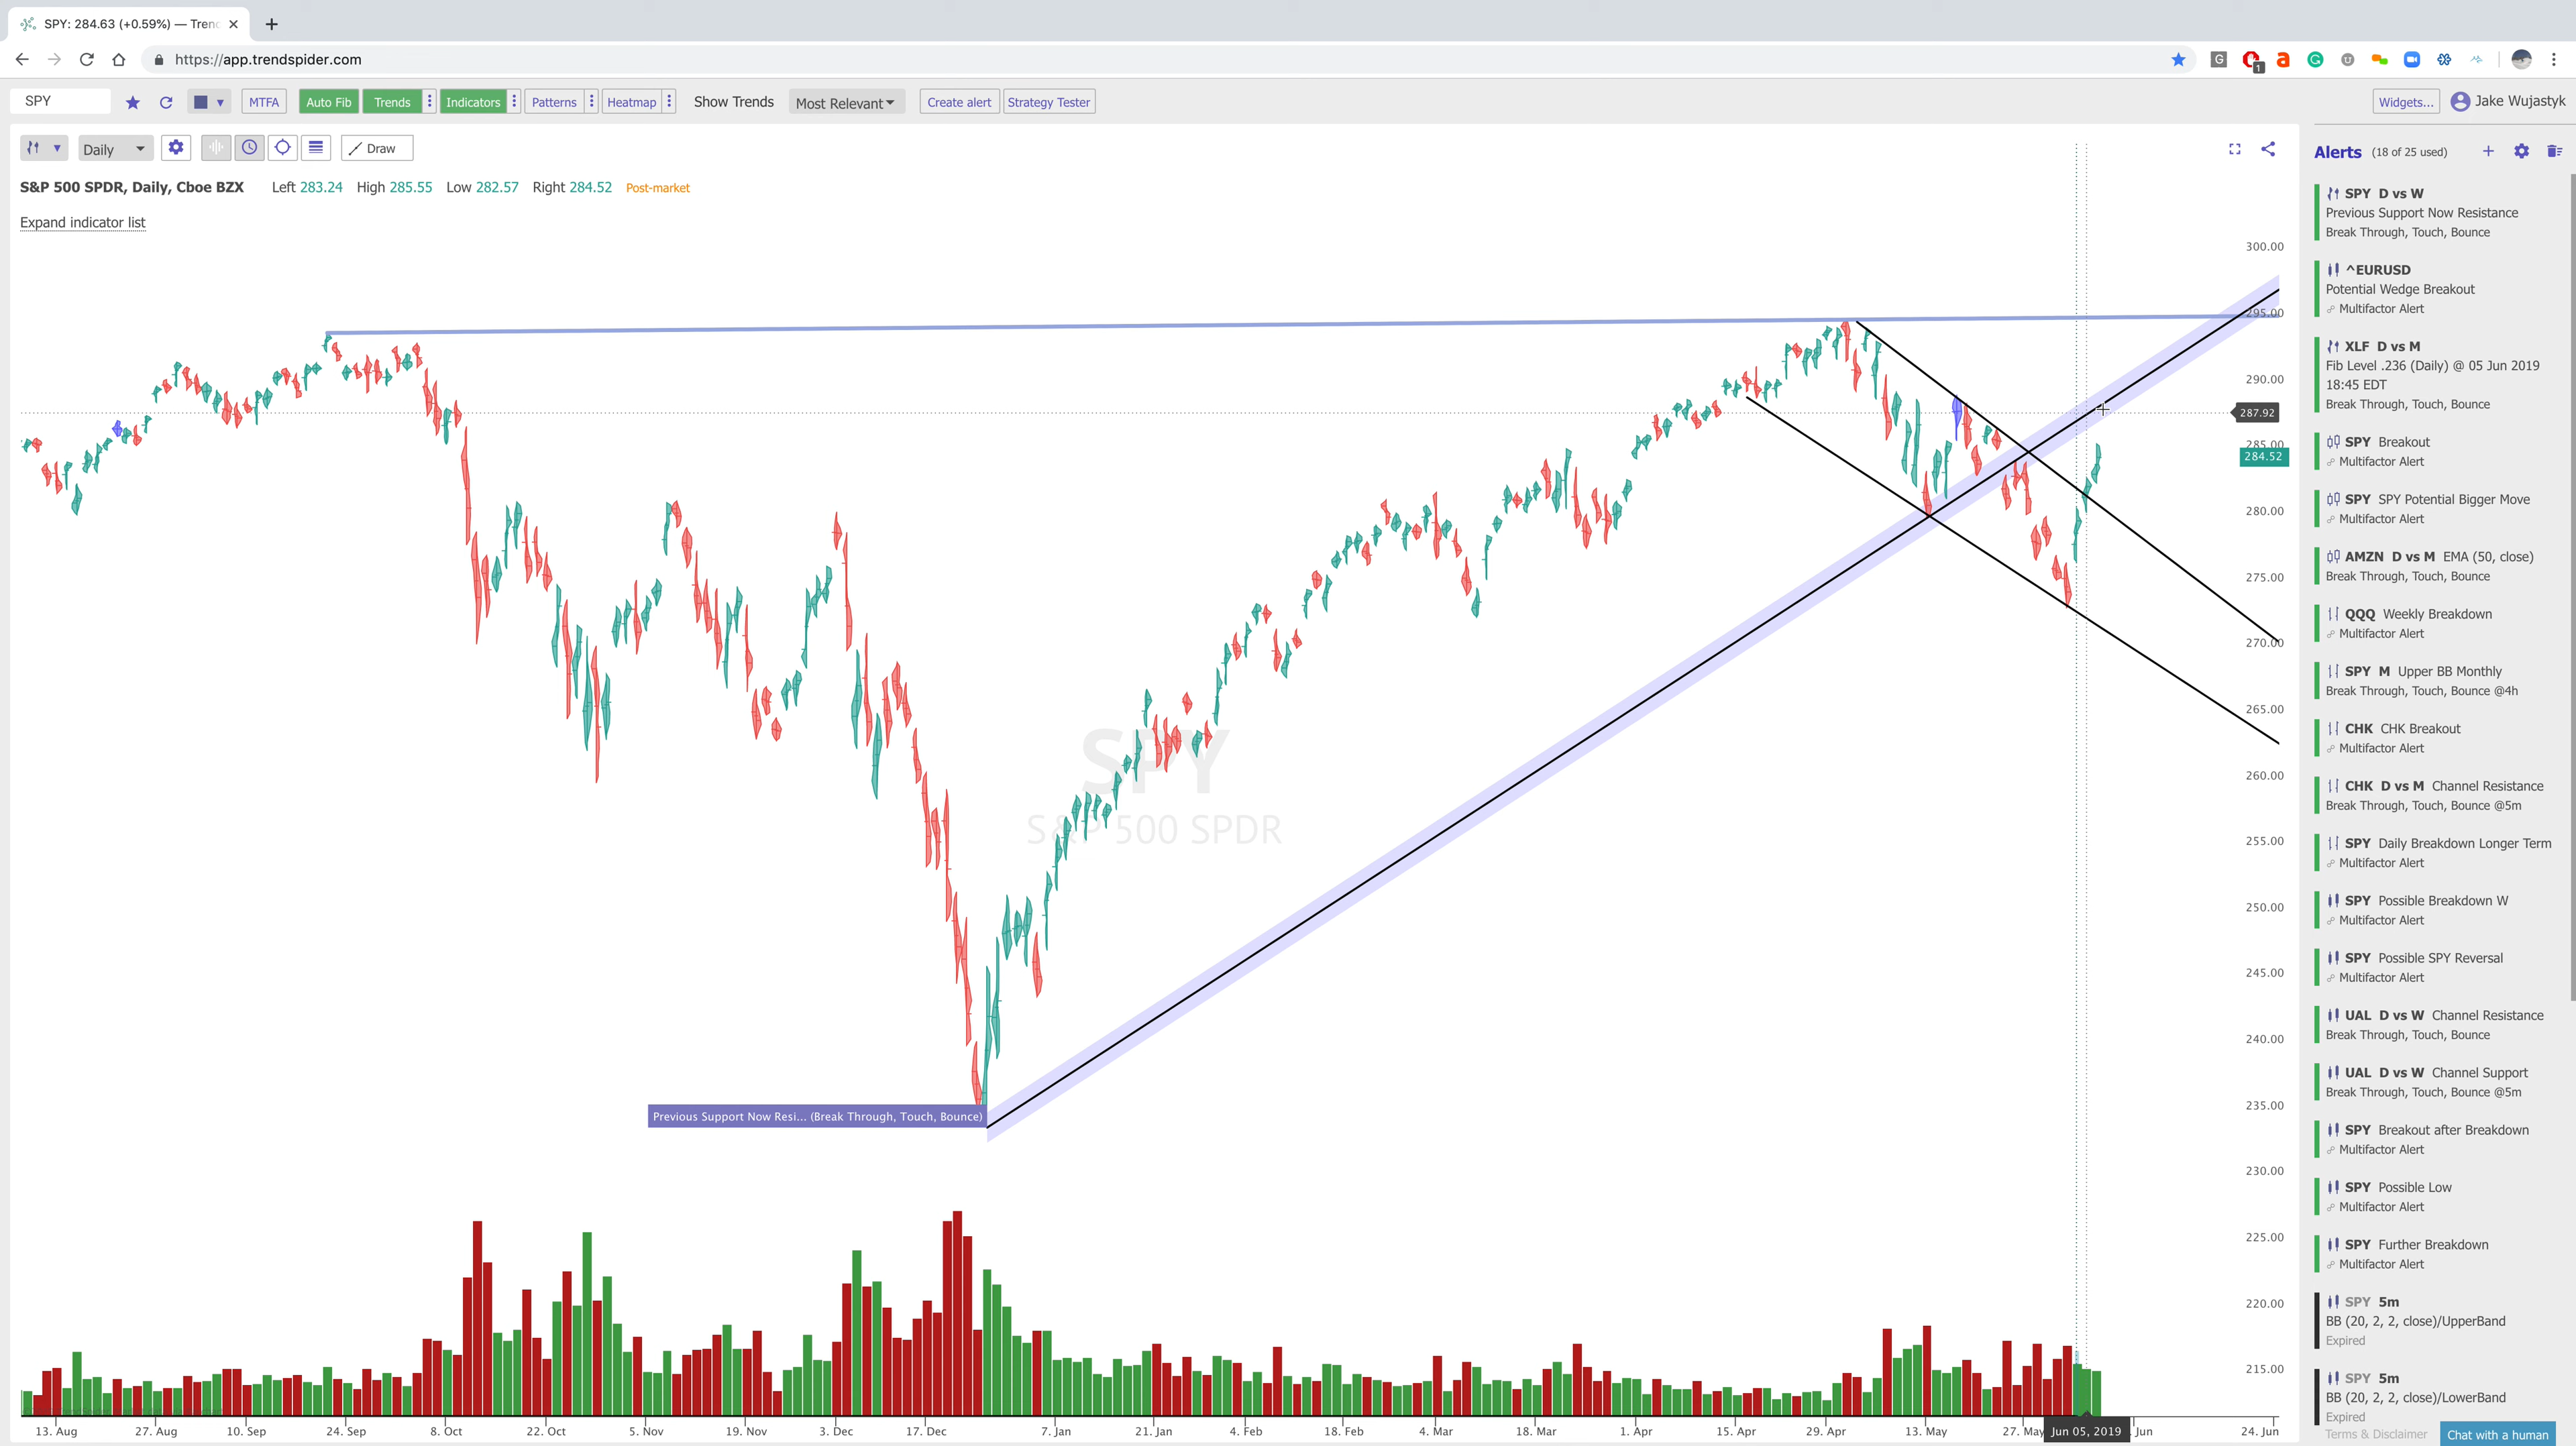 SPY: 284.63 (+0.59%) — Tren
https://app.trendspider.com
SPY MTFA Auto Fib Trends Indicators Patterns Heatmap Show Trends Most Relevant Create alert Strategy Tester Widgets... Jake Wujastyk
Daily Draw
S&P 500 SPDR, Daily, Cboe BZX Left 283.24 High 285.55 Low 282.57 Right 284.52 Post-market
Expand indicator list
300.00
295.00
290.00
287.92
285.00
284.52
280.00
275.00
270.00
265.00
260.00
255.00
250.00
245.00
240.00
235.00
230.00
225.00
220.00
215.00
SPY
S&P 500 SPDR
Previous Support Now Resi... (Break Through, Touch, Bounce)
13. Aug 27. Aug 10. Sep 24. Sep 8. Oct 22. Oct 5. Nov 19. Nov 3. Dec 17. Dec 7. Jan 21. Jan 4. Feb 18. Feb 4. Mar 18. Mar 1. Apr 15. Apr 29. Apr 13. May 27. May Jun 05, 2019 Jun 24. Jun
Alerts (18 of 25 used)
SPY D vs W
Previous Support Now Resistance
Break Through, Touch, Bounce
^EURUSD
Potential Wedge Breakout
Multifactor Alert
XLF D vs M
Fib Level .236 (Daily) @ 05 Jun 2019
18:45 EDT
Break Through, Touch, Bounce
SPY Breakout
Multifactor Alert
SPY SPY Potential Bigger Move
Multifactor Alert
AMZN D vs M EMA (50, close)
Break Through, Touch, Bounce
QQQ Weekly Breakdown
Multifactor Alert
SPY M Upper BB Monthly
Break Through, Touch, Bounce @4h
CHK CHK Breakout
Multifactor Alert
CHK D vs M Channel Resistance
Break Through, Touch, Bounce @5m
SPY Daily Breakdown Longer Term
Multifactor Alert
SPY Possible Breakdown W
Multifactor Alert
SPY Possible SPY Reversal
Multifactor Alert
UAL D vs W Channel Resistance
Break Through, Touch, Bounce
UAL D vs W Channel Support
Break Through, Touch, Bounce @5m
SPY Breakout after Breakdown
Multifactor Alert
SPY Possible Low
Multifactor Alert
SPY Further Breakdown
Multifactor Alert
SPY 5m
BB (20, 2, 2, close)/UpperBand
Expired
SPY 5m
BB (20, 2, 2, close)/LowerBand
Expired
Terms & Disclaimer
Chat with a human